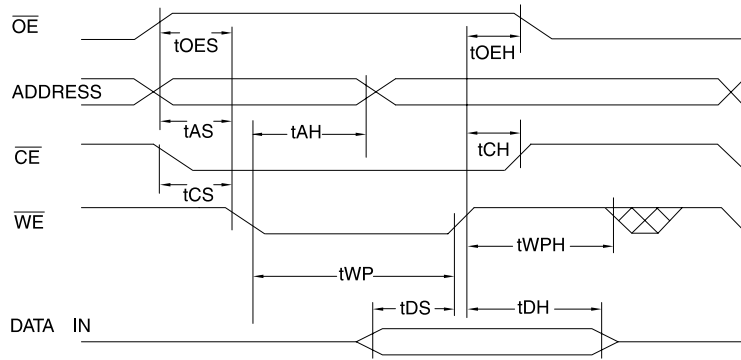 OE
tOES
tOEH
ADDRESS
tAS
tAH
tCH
CE
tCS
WE
tWPH
tWP
tDS
tDH
DATA IN